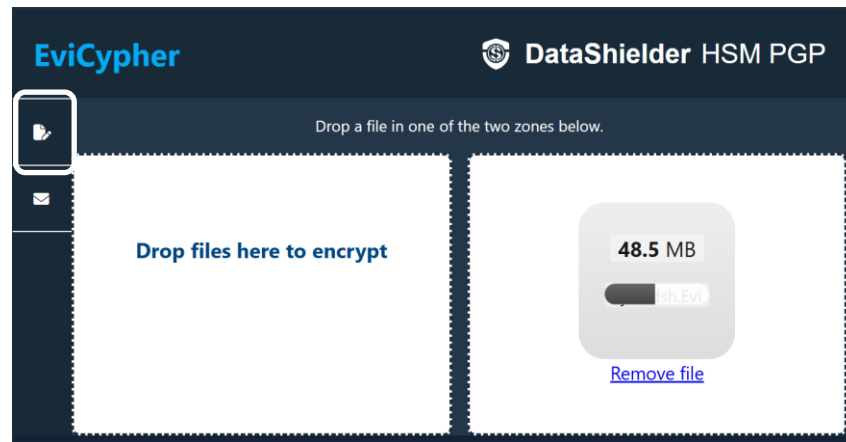 EviCypher
DataShielder HSM PGP
Drop a file in one of the two zones below.
Drop files here to encrypt
48.5 MB
Remove file